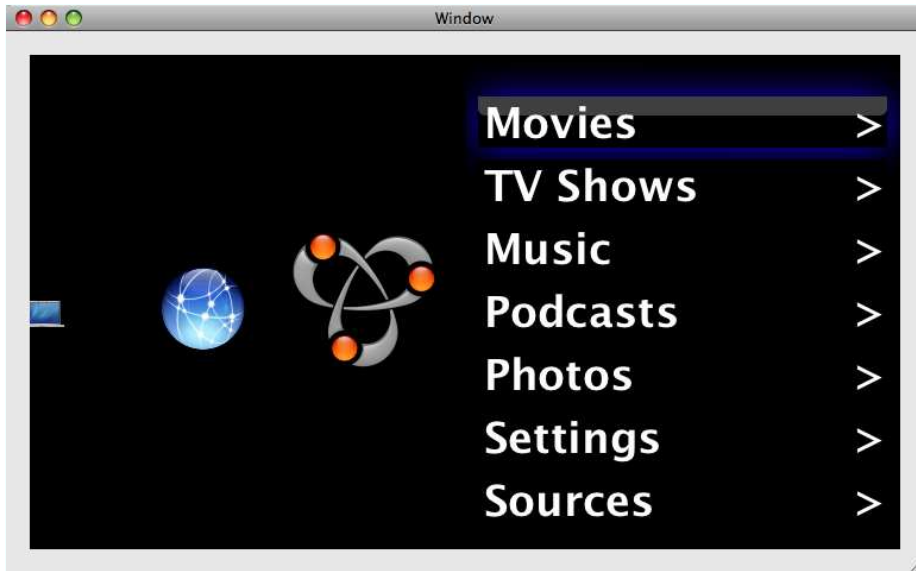 Window
Movies >
TV Shows >
Music >
Podcasts >
Photos >
Settings >
Sources >